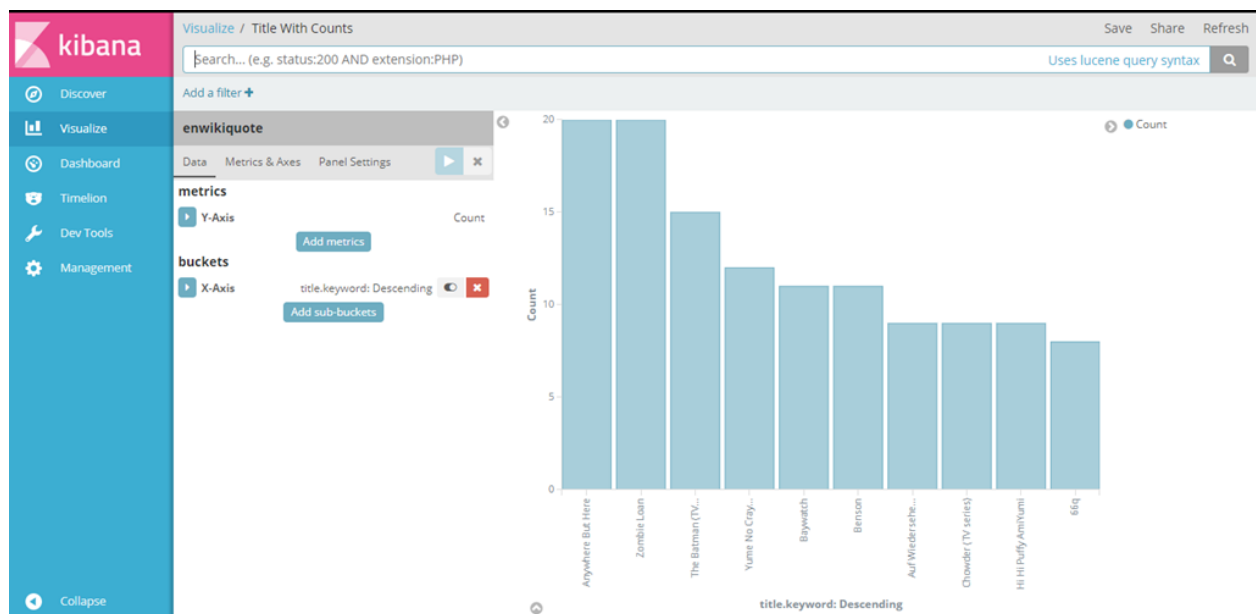 kibana
Discover
Visualize
Dashboard
Timelion
Dev Tools
Management
Collapse
Visualize / Title With Counts
Save Share Refresh
Search... (e.g. status:200 AND extension:PHP)
Uses lucene query syntax
Add a filter +
enwikiquote
Data Metrics & Axes Panel Settings
metrics
Y-Axis Count
Add metrics
buckets
X-Axis title.keyword: Descending
Add sub-buckets
Count
20
15
10
5
0
Count
Anywhere But Here
Zombie Loan
The Batman (TV...
Yume No Cray...
Baywatch
Benson
Auf Wiedersehe...
Chowder (TV series)
Hi Hi Puffy AmiYumi
66q
title.keyword: Descending